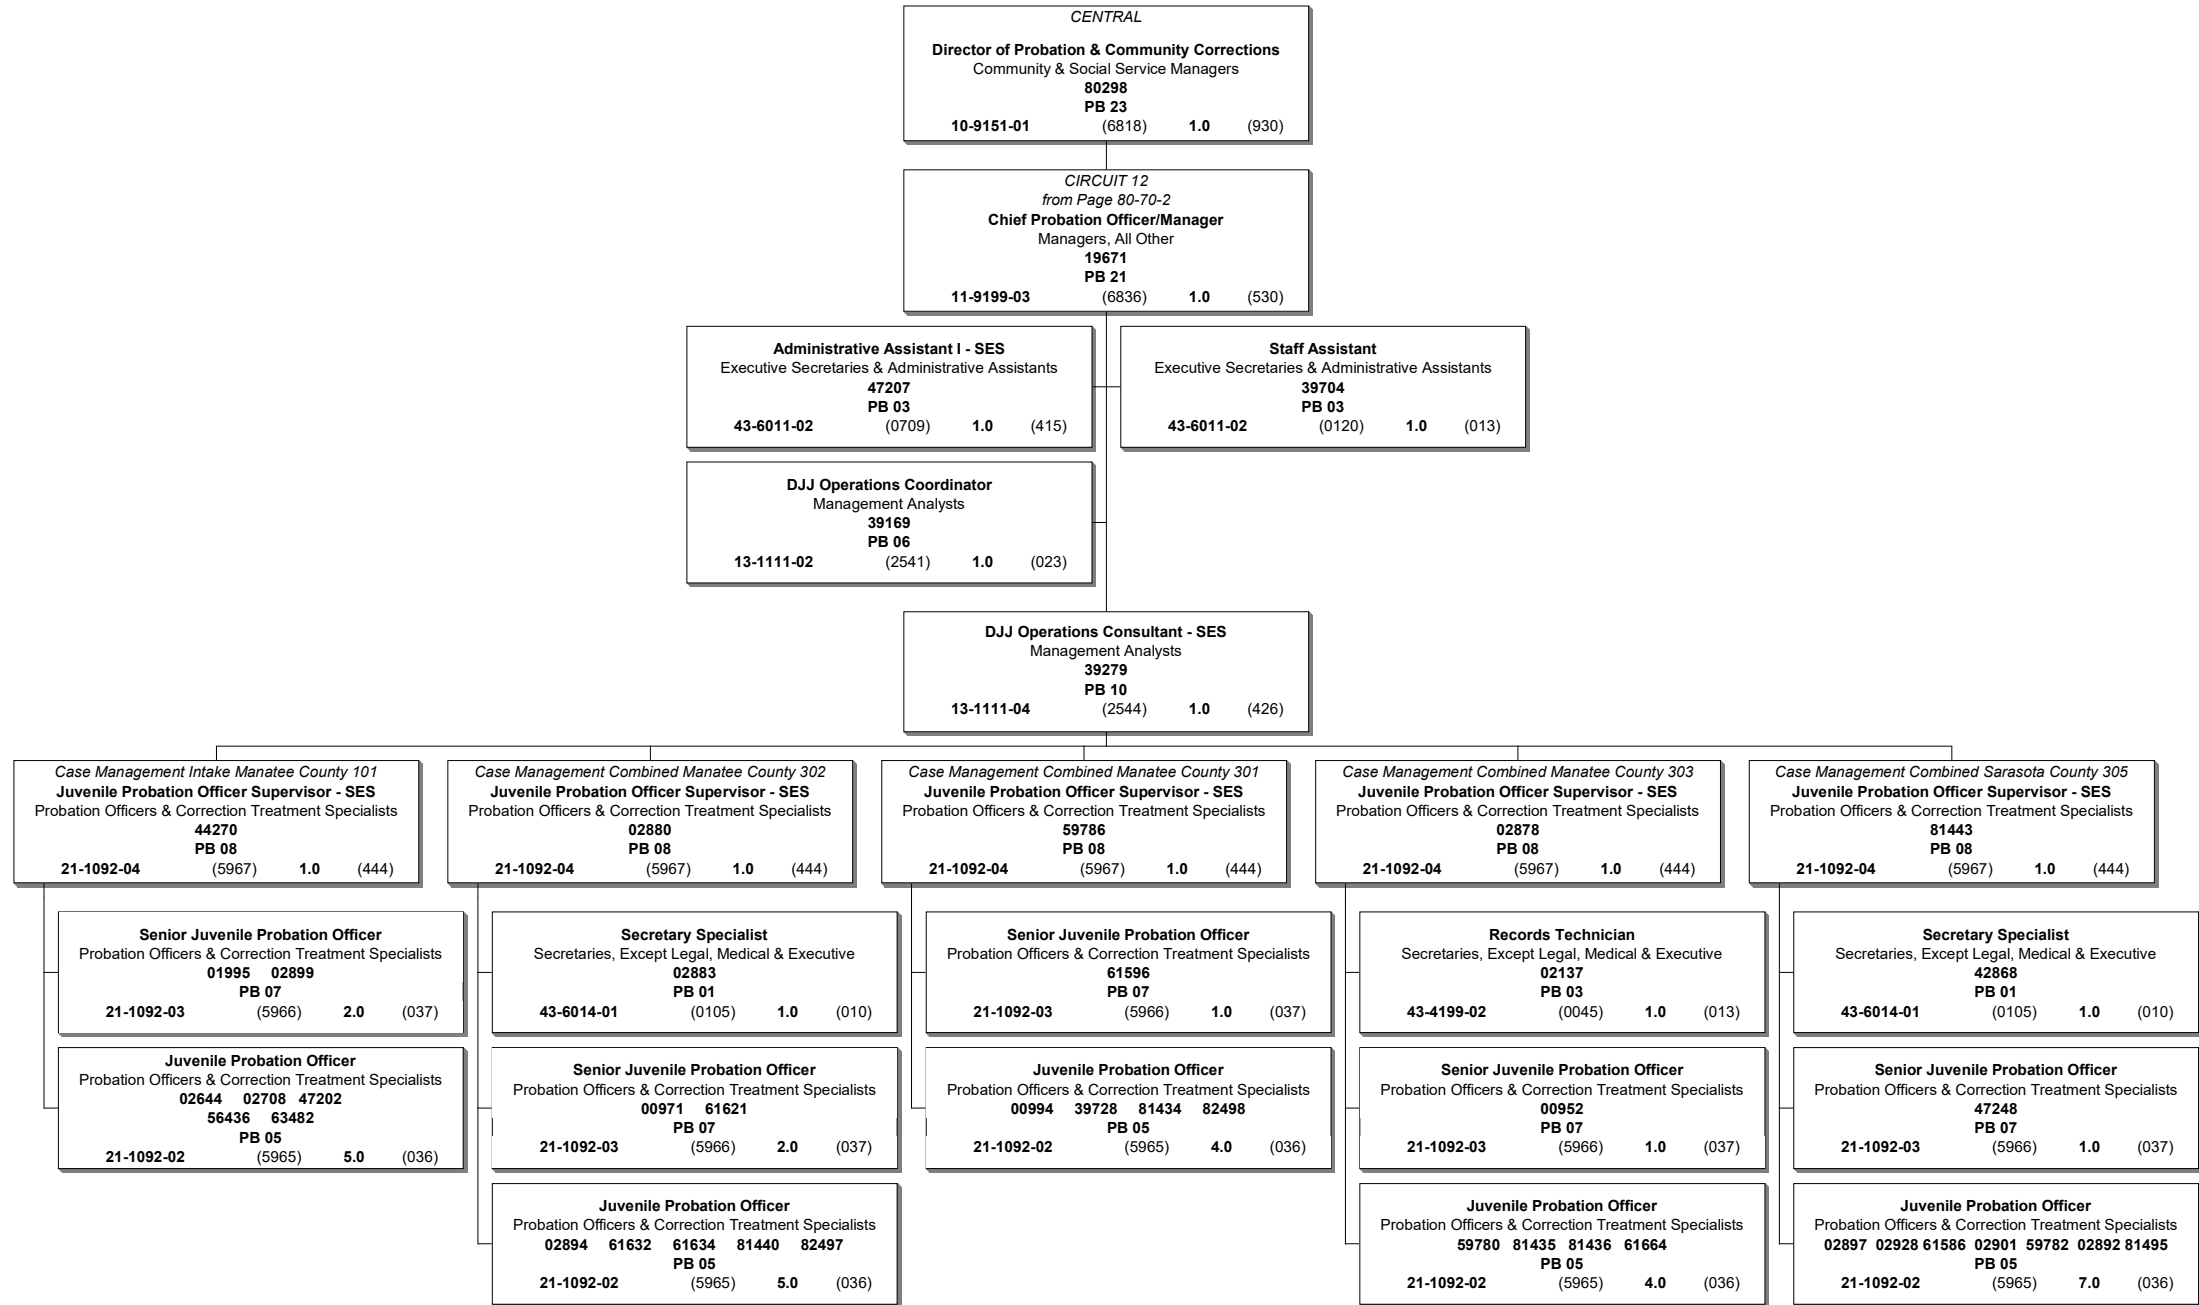 CENTRAL
Director of Probation & Community Corrections
Community & Social Service Managers
80298
PB 23
10-9151-01 (6818) 1.0 (930)
CIRCUIT 12
from Page 80-70-2
Chief Probation Officer/Manager
Managers, All Other
19671
PB 21
11-9199-03 (6836) 1.0 (530)
Administrative Assistant I - SES
Executive Secretaries & Administrative Assistants
47207
PB 03
43-6011-02 (0709) 1.0 (415)
Staff Assistant
Executive Secretaries & Administrative Assistants
39704
PB 03
43-6011-02 (0120) 1.0 (013)
DJJ Operations Coordinator
Management Analysts
39169
PB 06
13-1111-02 (2541) 1.0 (023)
DJJ Operations Consultant - SES
Management Analysts
39279
PB 10
13-1111-04 (2544) 1.0 (426)
Case Management Intake Manatee County 101
Juvenile Probation Officer Supervisor - SES
Probation Officers & Correction Treatment Specialists
44270
PB 08
21-1092-04 (5967) 1.0 (444)
Senior Juvenile Probation Officer
Probation Officers & Correction Treatment Specialists
01995 02899
PB 07
21-1092-03 (5966) 2.0 (037)
Juvenile Probation Officer
Probation Officers & Correction Treatment Specialists
02644 02708 47202
56436 63482
PB 05
21-1092-02 (5965) 5.0 (036)
Case Management Combined Manatee County 302
Juvenile Probation Officer Supervisor - SES
Probation Officers & Correction Treatment Specialists
02880
PB 08
21-1092-04 (5967) 1.0 (444)
Secretary Specialist
Secretaries, Except Legal, Medical & Executive
02883
PB 01
43-6014-01 (0105) 1.0 (010)
Senior Juvenile Probation Officer
Probation Officers & Correction Treatment Specialists
00971 61621
PB 07
21-1092-03 (5966) 2.0 (037)
Juvenile Probation Officer
Probation Officers & Correction Treatment Specialists
02894 61632 61634 81440 82497
PB 05
21-1092-02 (5965) 5.0 (036)
Case Management Combined Manatee County 301
Juvenile Probation Officer Supervisor - SES
Probation Officers & Correction Treatment Specialists
59786
PB 08
21-1092-04 (5967) 1.0 (444)
Senior Juvenile Probation Officer
Probation Officers & Correction Treatment Specialists
61596
PB 07
21-1092-03 (5966) 1.0 (037)
Juvenile Probation Officer
Probation Officers & Correction Treatment Specialists
00994 39728 81434 82498
PB 05
21-1092-02 (5965) 4.0 (036)
Case Management Combined Manatee County 303
Juvenile Probation Officer Supervisor - SES
Probation Officers & Correction Treatment Specialists
02878
PB 08
21-1092-04 (5967) 1.0 (444)
Records Technician
Secretaries, Except Legal, Medical & Executive
02137
PB 03
43-4199-02 (0045) 1.0 (013)
Senior Juvenile Probation Officer
Probation Officers & Correction Treatment Specialists
00952
PB 07
21-1092-03 (5966) 1.0 (037)
Juvenile Probation Officer
Probation Officers & Correction Treatment Specialists
59780 81435 81436 61664
PB 05
21-1092-02 (5965) 4.0 (036)
Case Management Combined Sarasota County 305
Juvenile Probation Officer Supervisor - SES
Probation Officers & Correction Treatment Specialists
81443
PB 08
21-1092-04 (5967) 1.0 (444)
Secretary Specialist
Secretaries, Except Legal, Medical & Executive
42868
PB 01
43-6014-01 (0105) 1.0 (010)
Senior Juvenile Probation Officer
Probation Officers & Correction Treatment Specialists
47248
PB 07
21-1092-03 (5966) 1.0 (037)
Juvenile Probation Officer
Probation Officers & Correction Treatment Specialists
02897 02928 61586 02901 59782 02892 81495
PB 05
21-1092-02 (5965) 7.0 (036)